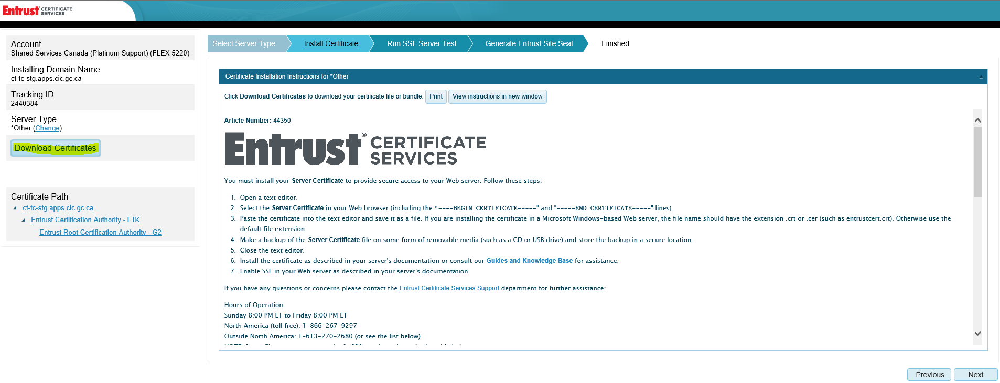 Entrust CERTIFICATE SERVICES
Account
Shared Services Canada (Platinum Support) (FLEX 5220)
Installing Domain Name
ct-tc-stg.apps.cic.gc.ca
Tracking ID
2440384
Server Type
*Other (Change)
Download Certificates
Certificate Path
ct-tc-stg.apps.cic.gc.ca
Entrust Certification Authority - L1K
Entrust Root Certification Authority - G2
Select Server Type
Install Certificate
Run SSL Server Test
Generate Entrust Site Seal
Finished
Certificate Installation Instructions for *Other
Click Download Certificates to download your certificate file or bundle. Print View instructions in new window
Article Number: 44350
Entrust® CERTIFICATE
SERVICES
You must install your Server Certificate to provide secure access to your Web server. Follow these steps:
1. Open a text editor.
2. Select the Server Certificate in your Web browser (including the "----BEGIN CERTIFICATE-----" and "-----END CERTIFICATE-----" lines).
3. Paste the certificate into the text editor and save it as a file. If you are installing the certificate in a Microsoft Windows-based Web server, the file name should have the extension .crt or .cer (such as entrustcert.crt). Otherwise use the
default file extension.
4. Make a backup of the Server Certificate file on some form of removable media (such as a CD or USB drive) and store the backup in a secure location.
5. Close the text editor.
6. Install the certificate as described in your server's documentation or consult our Guides and Knowledge Base for assistance.
7. Enable SSL in your Web server as described in your server's documentation.
If you have any questions or concerns please contact the Entrust Certificate Services Support department for further assistance:
Hours of Operation:
Sunday 8:00 PM ET to Friday 8:00 PM ET
North America (toll free): 1-866-267-9297
Outside North America: 1-613-270-2680 (or see the list below)
Previous
Next